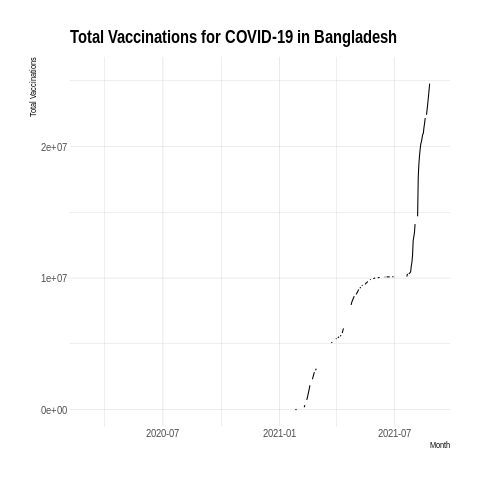 Total Vaccinations for COVID-19 in Bangladesh
Total Vaccinations
2e+07
1e+07
0e+00
2020-07 2021-01 2021-07
Month